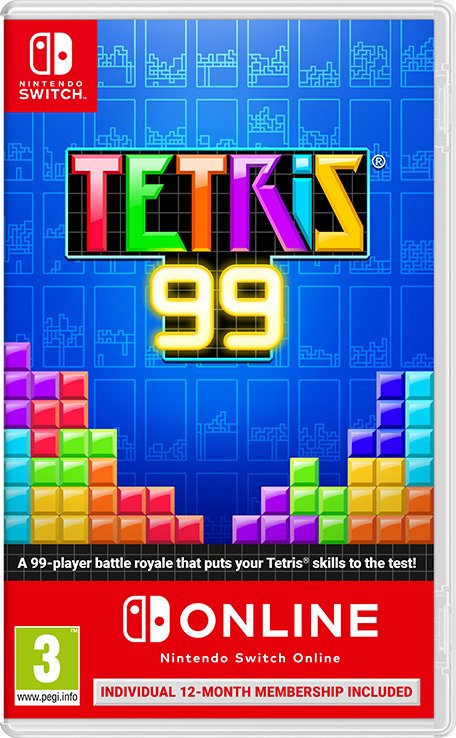 NINTENDO
SWITCH™
TETRIS®
99
A 99-player battle royale that puts your Tetris® skills to the test!
ONLINE
Nintendo Switch Online
3
www.pegi.info
INDIVIDUAL 12-MONTH MEMBERSHIP INCLUDED